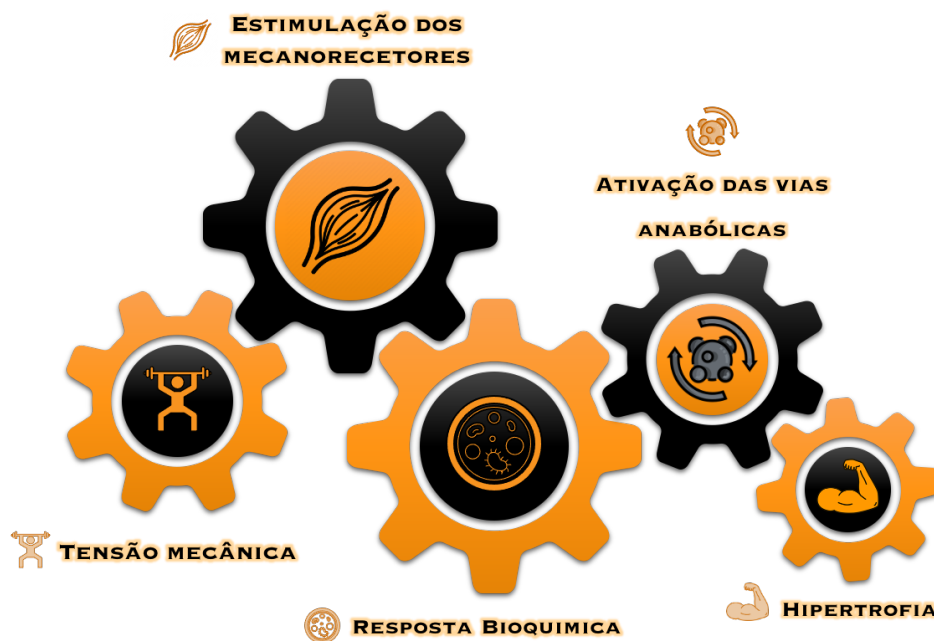 Estimulação dos
mecanorecetores
Ativação das vias
anabólicas
Tensão mecânica
Hipertrofia
Resposta Bioquimica